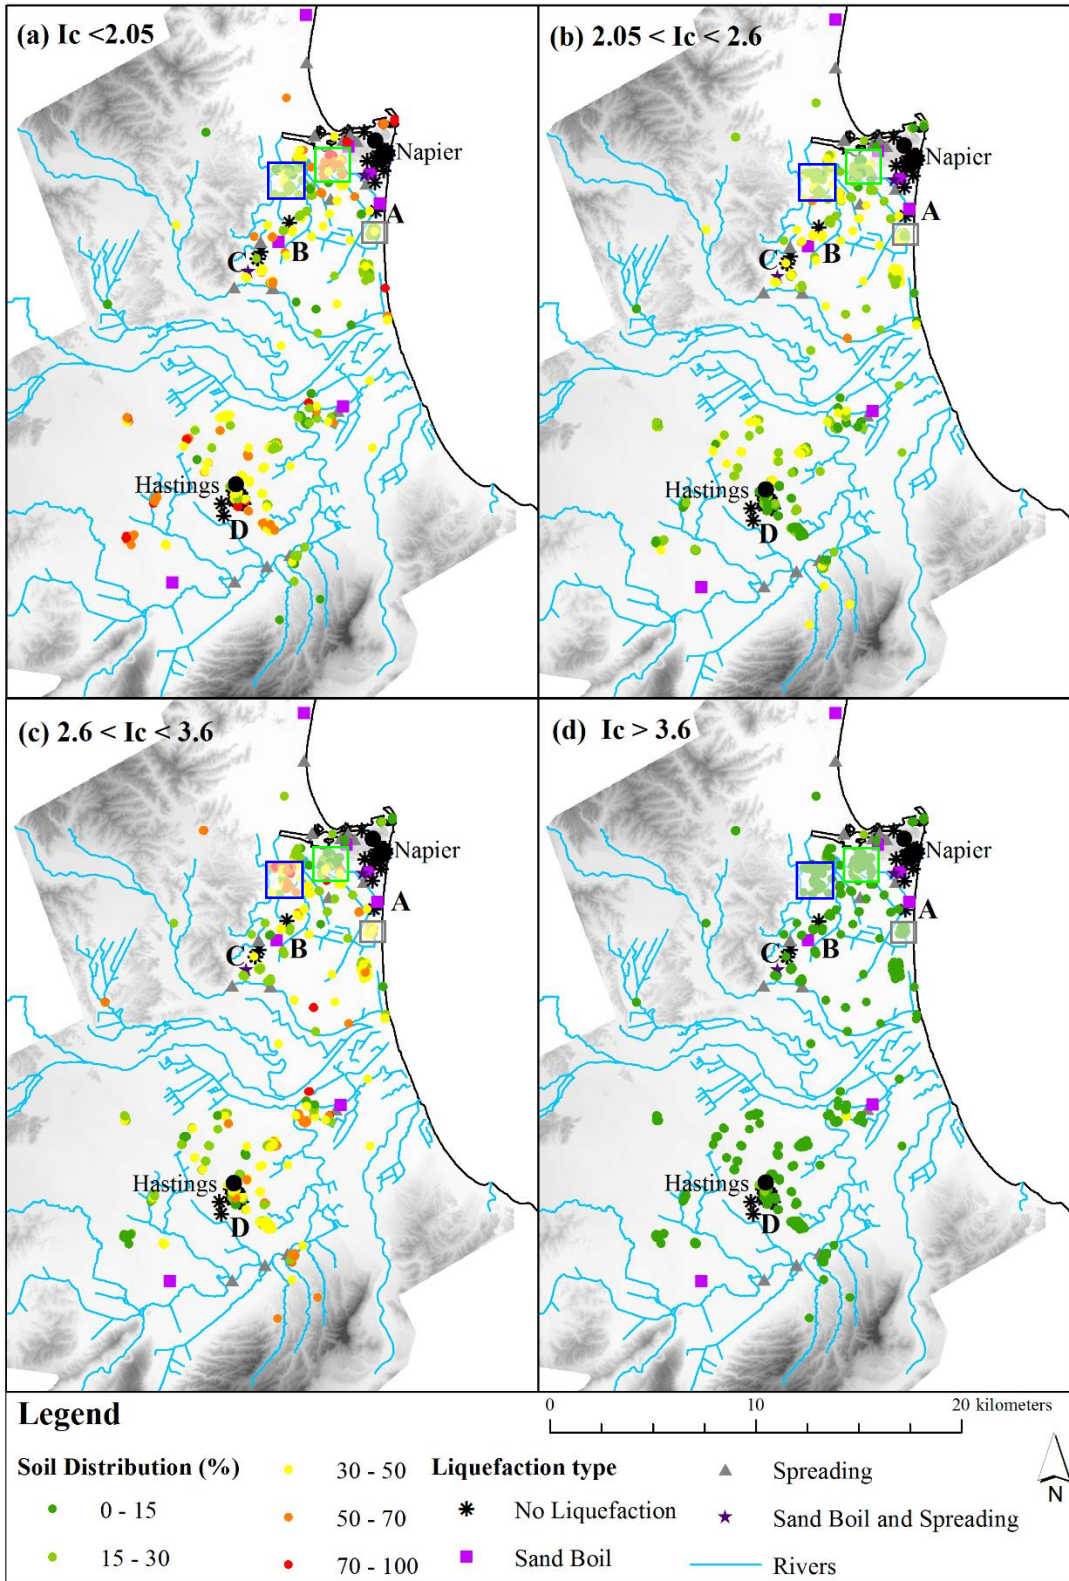 (a) Ic <2.05
Napier
A
B
C
Hastings
D
(b) 2.05 < Ic < 2.6
Napier
A
B
C
Hastings
D
(c) 2.6 < Ic < 3.6
Napier
A
B
C
Hastings
D
(d) Ic > 3.6
Napier
A
B
C
Hastings
D
Legend
0 10 20 kilometers
Soil Distribution (%)
0 - 15
15 - 30
30 - 50
50 - 70
70 - 100
Liquefaction type
No Liquefaction
Sand Boil
Spreading
Sand Boil and Spreading
Rivers
N